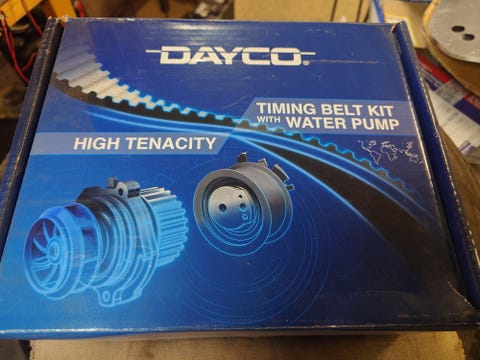 DAYCO®
TIMING BELT KIT
WITH WATER PUMP
HIGH TENACITY